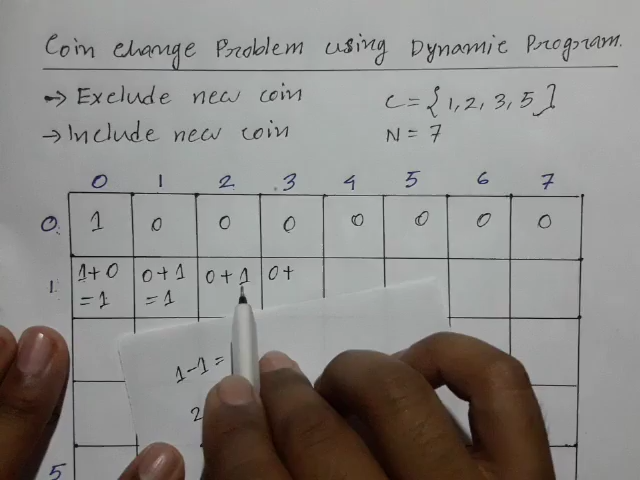 Coin change Problem using Dynamic Program.
→ Exclude new coin
C = {1, 2, 3, 5}
→ Include new coin
N = 7
0 1 2 3 4 5 6 7
0 1 0 0 0 0 0 0 0
1 1+0 0+1 0+1 0+
=1 =1
1-1=
2
5